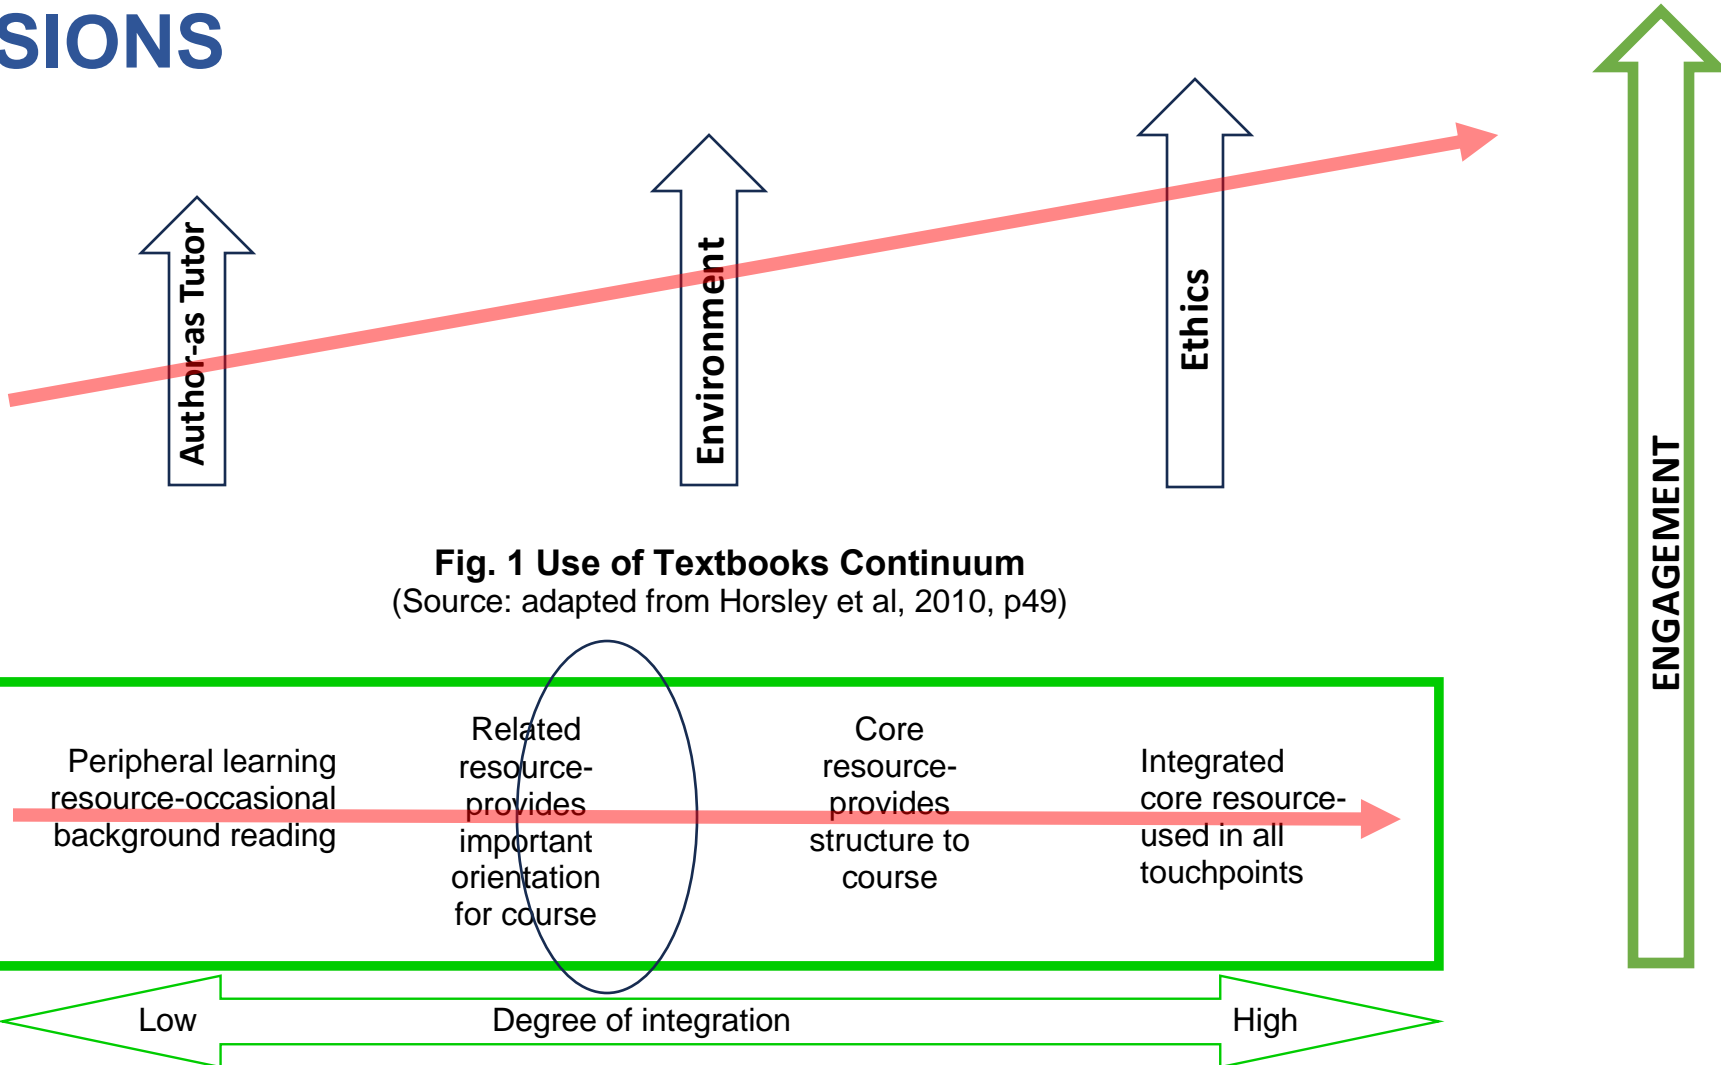 SIONS
Author-as Tutor
Environment
Ethics
ENGAGEMENT
Fig. 1 Use of Textbooks Continuum
(Source: adapted from Horsley et al, 2010, p49)
Peripheral learning
resource-occasional
background reading
Related
resource-
provides
important
orientation
for course
Core
resource-
provides
structure to
course
Integrated
core resource-
used in all
touchpoints
Low
Degree of integration
High